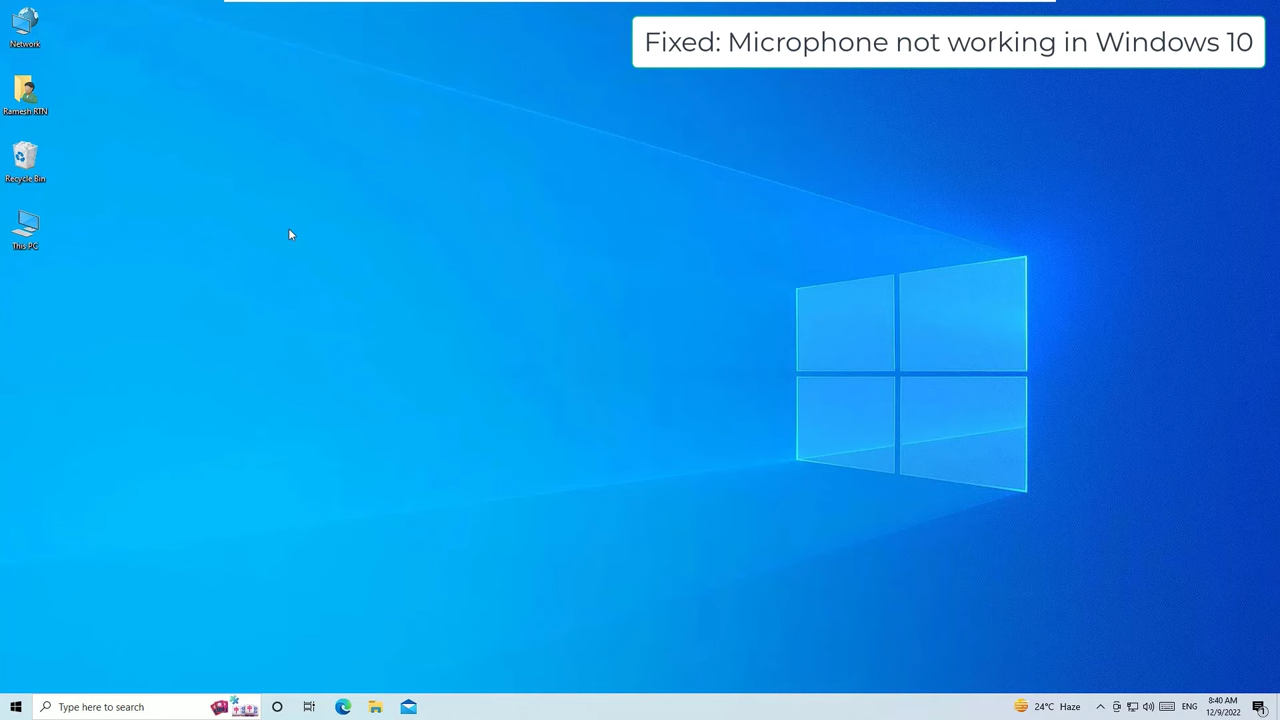 Fixed: Microphone not working in Windows 10
Network
Ramesh RTN
Recycle Bin
This PC
Type here to search
24°C Haze
ENG
8:40 AM
12/9/2022
1